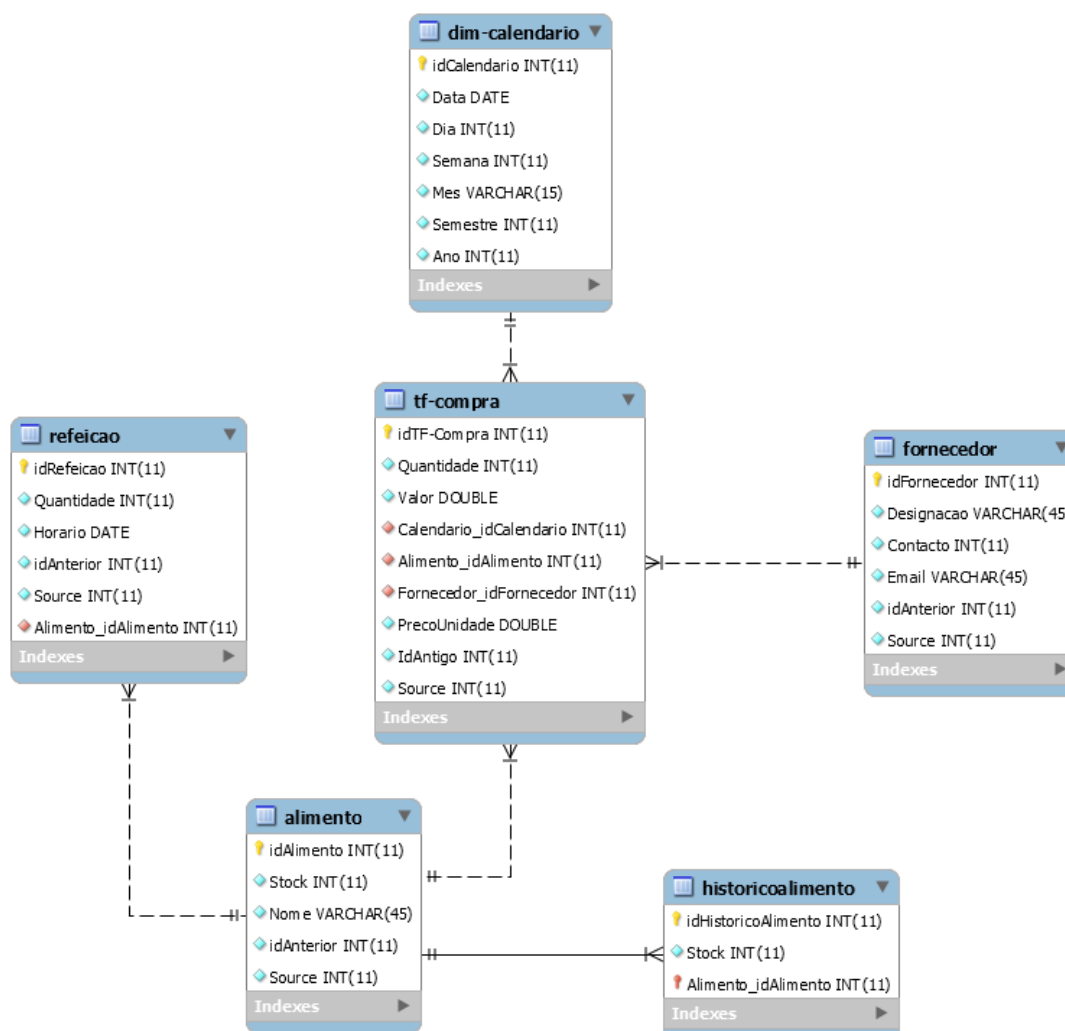 dim-calendario
idCalendario INT(11)
Data DATE
Dia INT(11)
Semana INT(11)
Mes VARCHAR(15)
Semestre INT(11)
Ano INT(11)
Indexes
tf-compra
idTF-Compra INT(11)
Quantidade INT(11)
Valor DOUBLE
Calendario_idCalendario INT(11)
Alimento_idAlimento INT(11)
Fornecedor_idFornecedor INT(11)
PrecoUnidade DOUBLE
IdAntigo INT(11)
Source INT(11)
Indexes
refeicao
idRefeicao INT(11)
Quantidade INT(11)
Horario DATE
idAnterior INT(11)
Source INT(11)
Alimento_idAlimento INT(11)
Indexes
fornecedor
idFornecedor INT(11)
Designacao VARCHAR(45
Contacto INT(11)
Email VARCHAR(45)
idAnterior INT(11)
Source INT(11)
Indexes
alimento
idAlimento INT(11)
Stock INT(11)
Nome VARCHAR(45)
idAnterior INT(11)
Source INT(11)
Indexes
historicoalimento
idHistoricoAlimento INT(11)
Stock INT(11)
Alimento_idAlimento INT(11)
Indexes